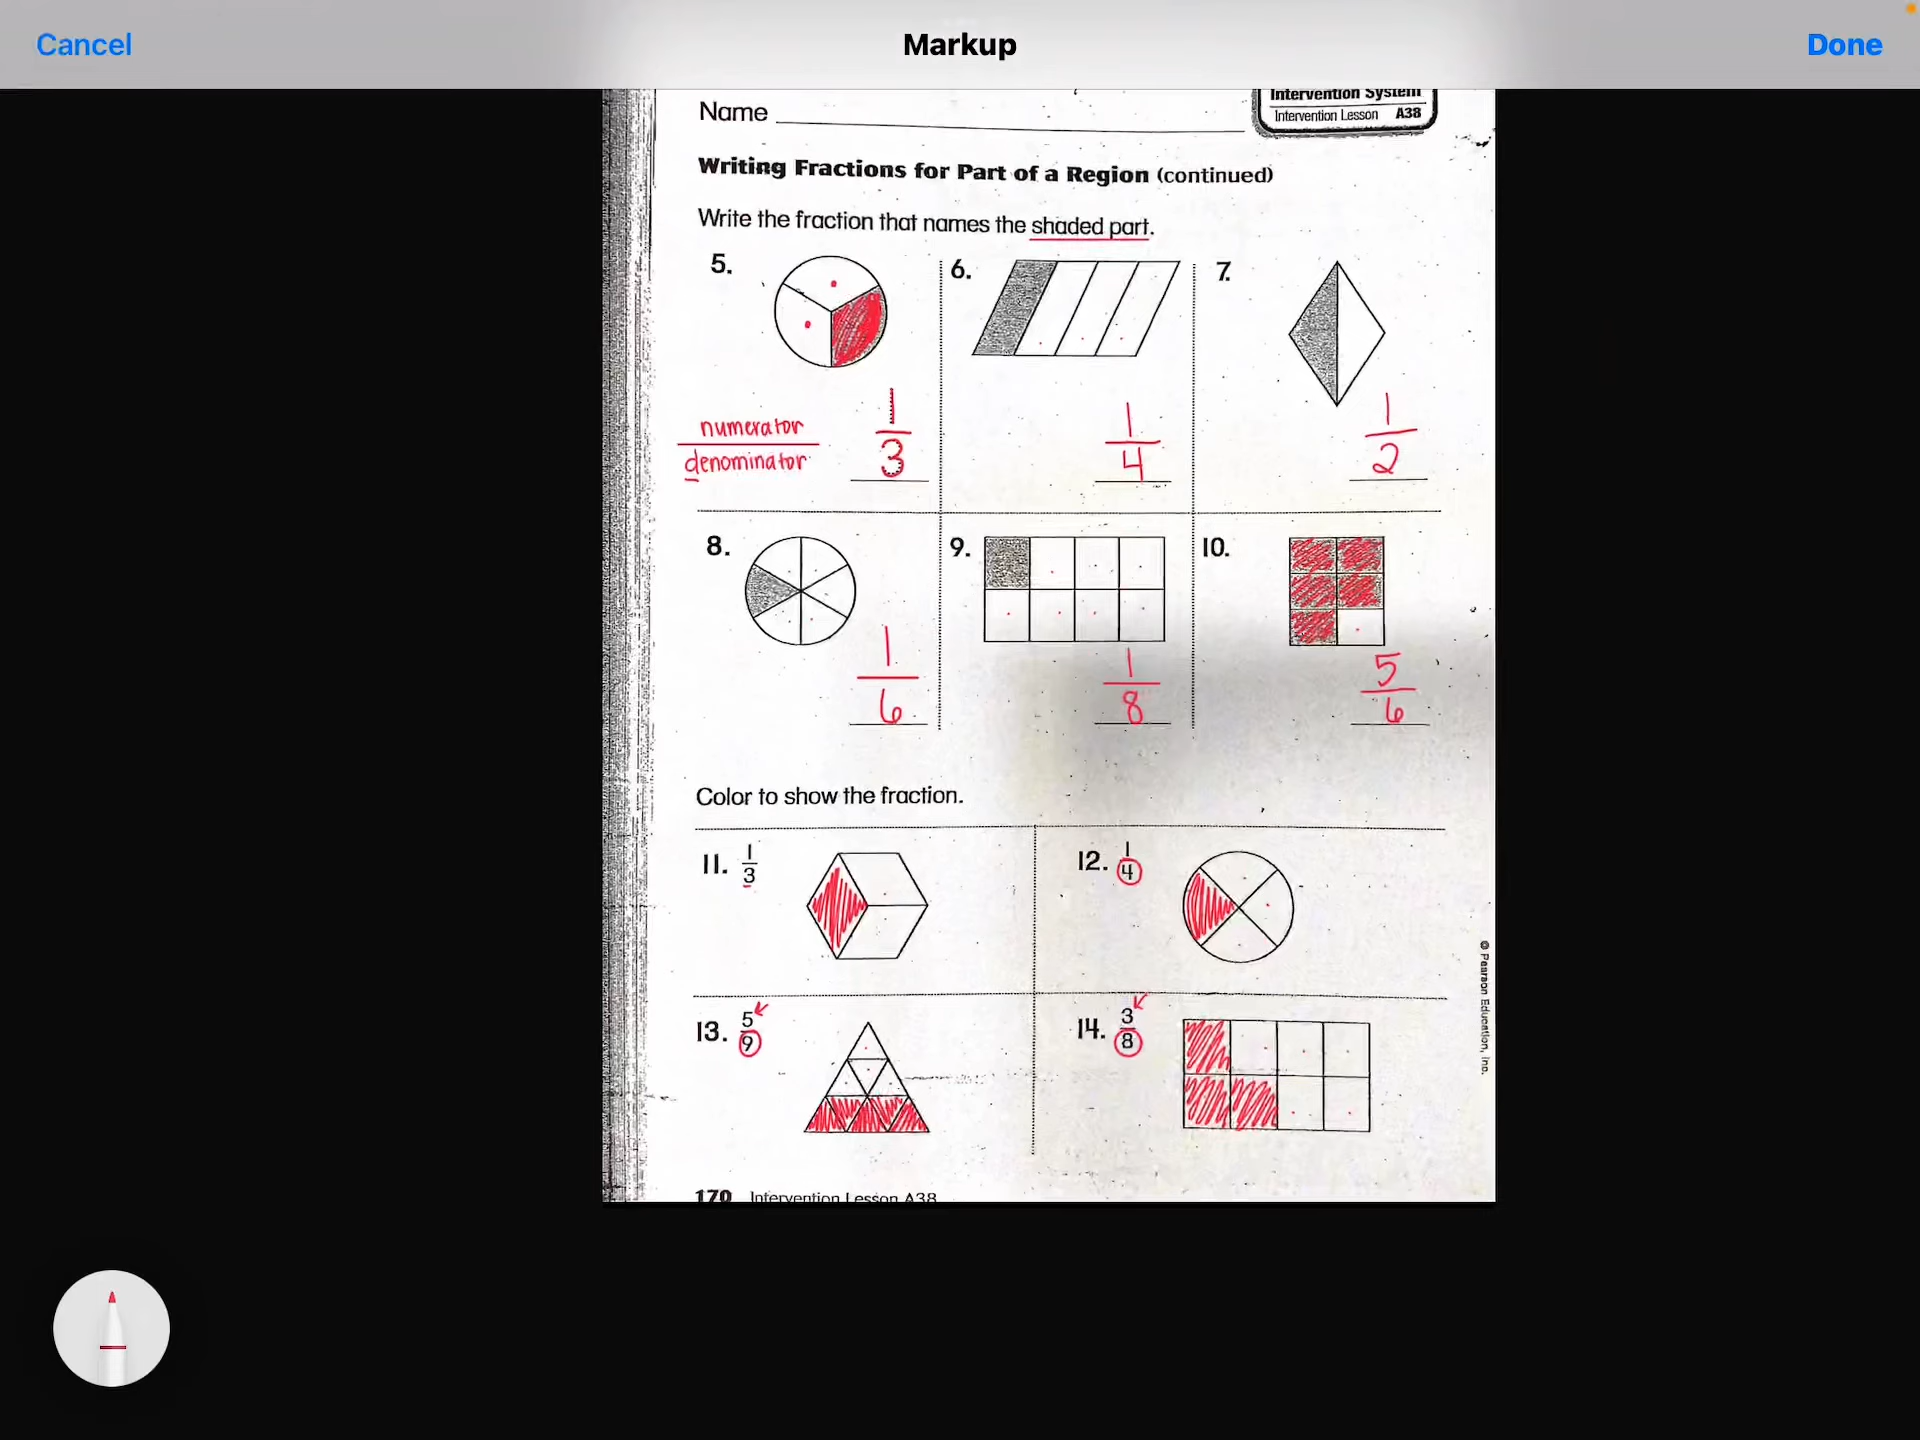 Cancel
Markup
Done
Intervention System
Name
Intervention Lesson A38
Writing Fractions for Part of a Region (continued)
Write the fraction that names the shaded part.
5.
6.
7.
numerator
denominator
1
3
1
4
1
2
8.
9.
10.
1
6
1
8
5
6
Color to show the fraction.
11. 1
3
12. 1
4
13. 5
9
14. 3
8
© Pearson Education, Inc.
170 Intervention Lesson A38